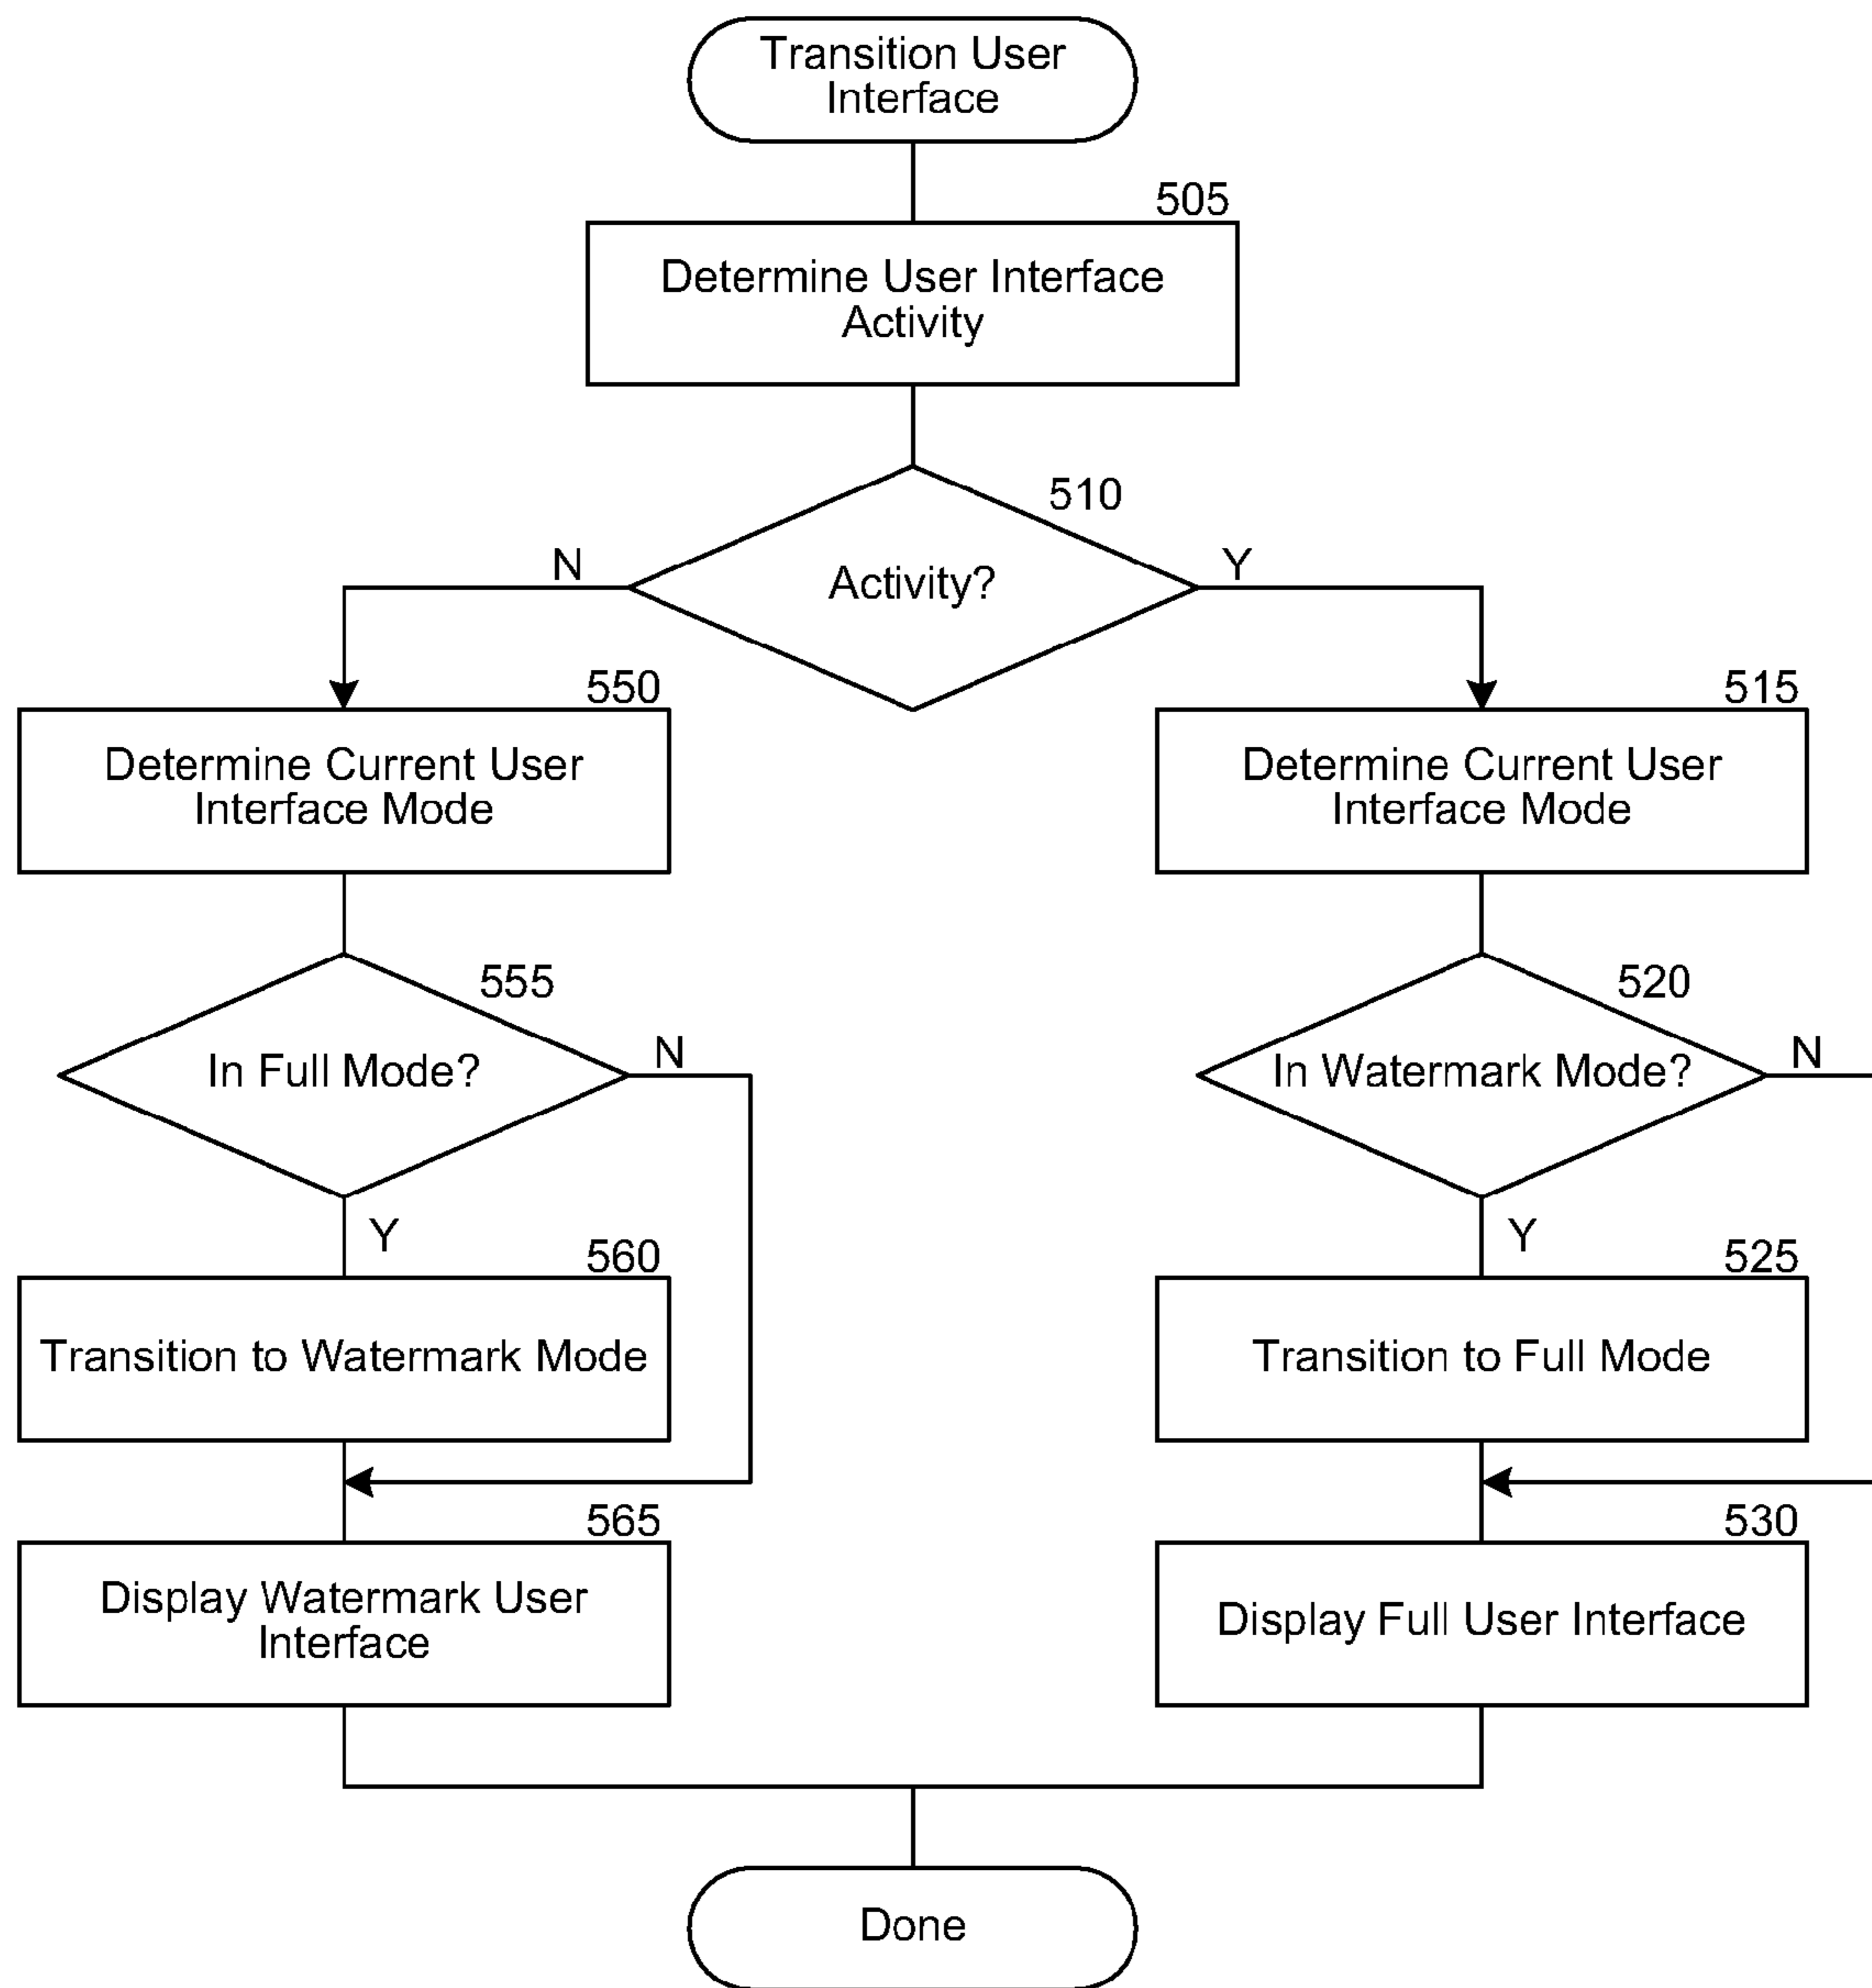 Transition User
Interface
505
Determine User Interface
Activity
510
Activity?
N
Y
550
515
Determine Current User
Interface Mode
Determine Current User
Interface Mode
555
520
In Full Mode?
N
In Watermark Mode?
N
Y
Y
560
525
Transition to Watermark Mode
Transition to Full Mode
565
530
Display Watermark User
Interface
Display Full User Interface
Done